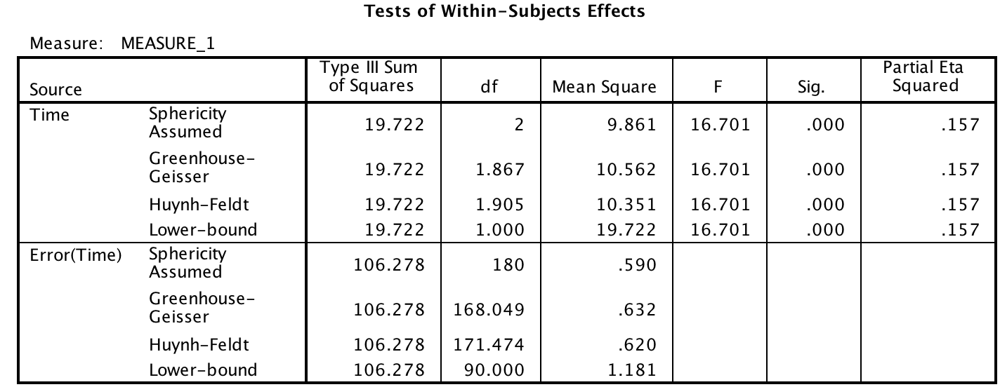 Tests of Within-Subjects Effects
Measure: MEASURE_1
Source Type III Sum of Squares df Mean Square F Sig. Partial Eta Squared
Time Sphericity Assumed 19.722 2 9.861 16.701 .000 .157
Greenhouse-Geisser 19.722 1.867 10.562 16.701 .000 .157
Huynh-Feldt 19.722 1.905 10.351 16.701 .000 .157
Lower-bound 19.722 1.000 19.722 16.701 .000 .157
Error(Time) Sphericity Assumed 106.278 180 .590
Greenhouse-Geisser 106.278 168.049 .632
Huynh-Feldt 106.278 171.474 .620
Lower-bound 106.278 90.000 1.181